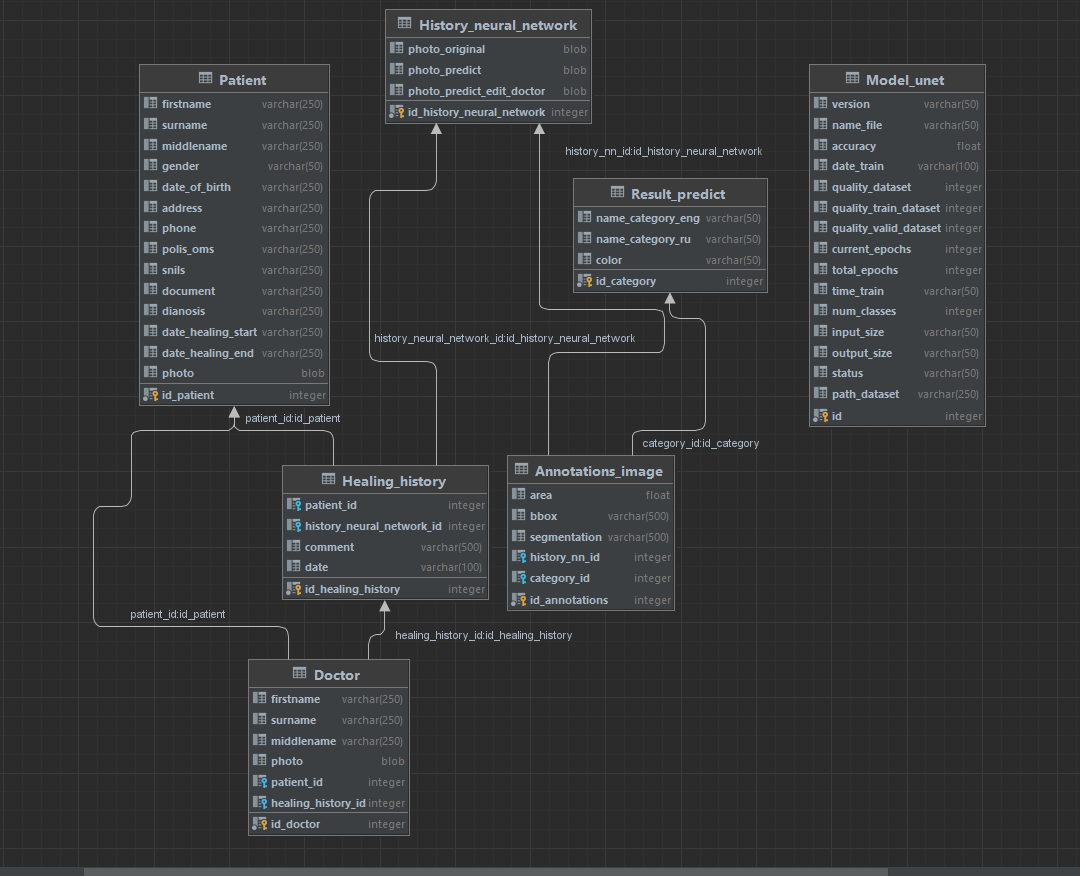 History_neural_network
photo_original blob
photo_predict blob
photo_predict_edit_doctor blob
id_history_neural_network integer
Patient
firstname varchar(250)
surname varchar(250)
middlename varchar(250)
gender varchar(50)
date_of_birth varchar(250)
address varchar(250)
phone varchar(250)
polis_oms varchar(250)
snils varchar(250)
document varchar(250)
dianosis varchar(250)
date_healing_start varchar(250)
date_healing_end varchar(250)
photo blob
id_patient integer
Model_unet
version varchar(50)
name_file varchar(50)
accuracy float
date_train varchar(100)
quality_dataset integer
quality_train_dataset integer
quality_valid_dataset integer
current_epochs integer
total_epochs integer
time_train varchar(50)
num_classes integer
input_size varchar(50)
output_size varchar(50)
status varchar(50)
path_dataset varchar(250)
id integer
history_nn_id:id_history_neural_network
Result_predict
name_category_eng varchar(50)
name_category_ru varchar(50)
color varchar(50)
id_category integer
history_neural_network_id:id_history_neural_network
patient_id:id_patient
category_id:id_category
Healing_history
patient_id integer
history_neural_network_id integer
comment varchar(500)
date varchar(100)
id_healing_history integer
Annotations_image
area float
bbox varchar(500)
segmentation varchar(500)
history_nn_id integer
category_id integer
id_annotations integer
patient_id:id_patient
healing_history_id:id_healing_history
Doctor
firstname varchar(250)
surname varchar(250)
middlename varchar(250)
photo blob
patient_id integer
healing_history_id integer
id_doctor integer